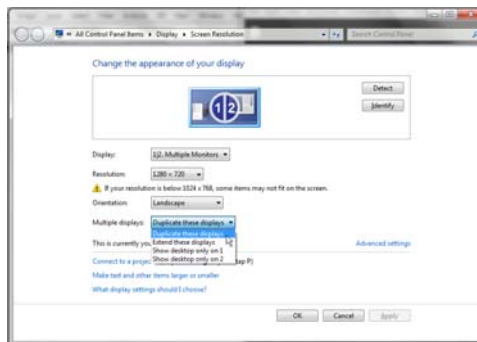 All Control Panel Items ▸ Display ▸ Screen Resolution
Search Control Panel
Change the appearance of your display
1|2
Detect
Identify
Display: 1|2. Multiple Monitors
Resolution: 1280 × 720
If your resolution is below 1024 x 768, some items may not fit on the screen.
Orientation: Landscape
Multiple displays: Duplicate these displays
Duplicate these displays
This is currently you
Extend these displays
Advanced settings
Show desktop only on 1
Connect to a projec
Show desktop only on 2
ap P)
Make text and other items larger or smaller
What display settings should I choose?
OK
Cancel
Apply